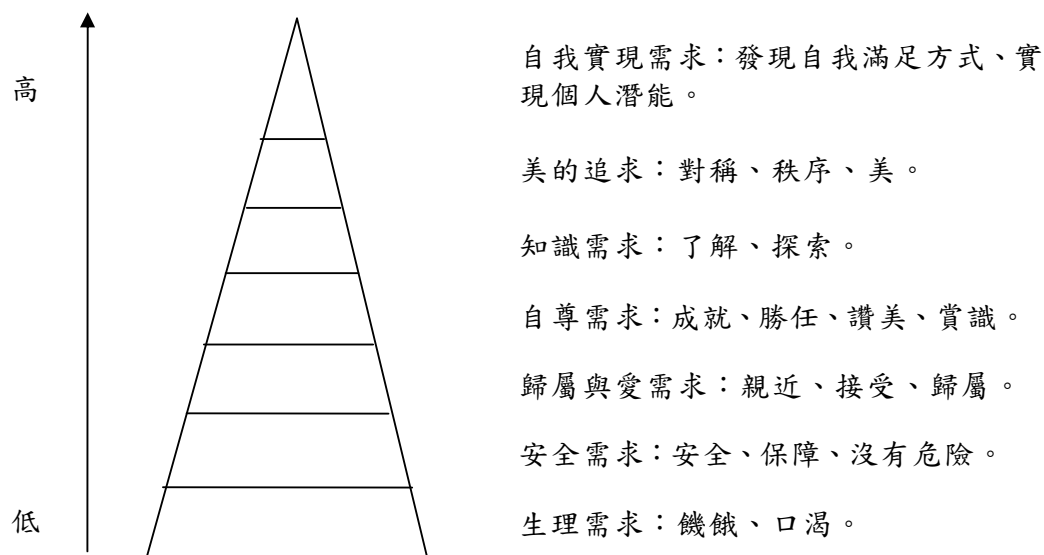 高
自我實現需求：發現自我滿足方式、實
現個人潛能。
美的追求：對稱、秩序、美。
知識需求：了解、探索。
自尊需求：成就、勝任、讚美、賞識。
歸屬與愛需求：親近、接受、歸屬。
安全需求：安全、保障、沒有危險。
低
生理需求：饑餓、口渴。